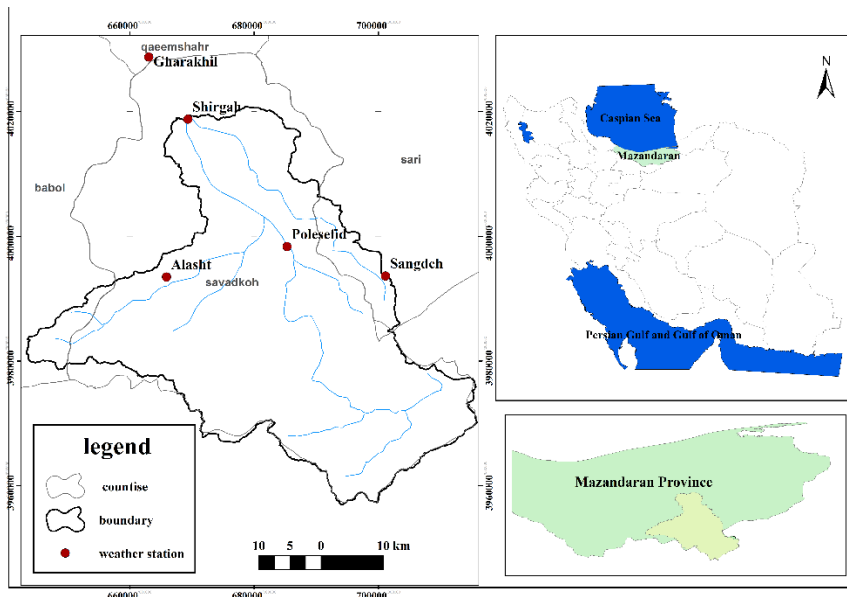 660000
680000
700000
qaeemshahr
Gharakhil
Shirgah
4020000
4020000
sari
babol
Polesefid
4000000
4000000
Alasht
Sangdeh
savadkoh
3980000
3980000
legend
countise
boundary
weather station
3960000
3940000
10 5 0 10 km
660000
680000
700000
N
Caspian Sea
Mazandaran
Persian Gulf and Gulf of Oman
Mazandaran Province